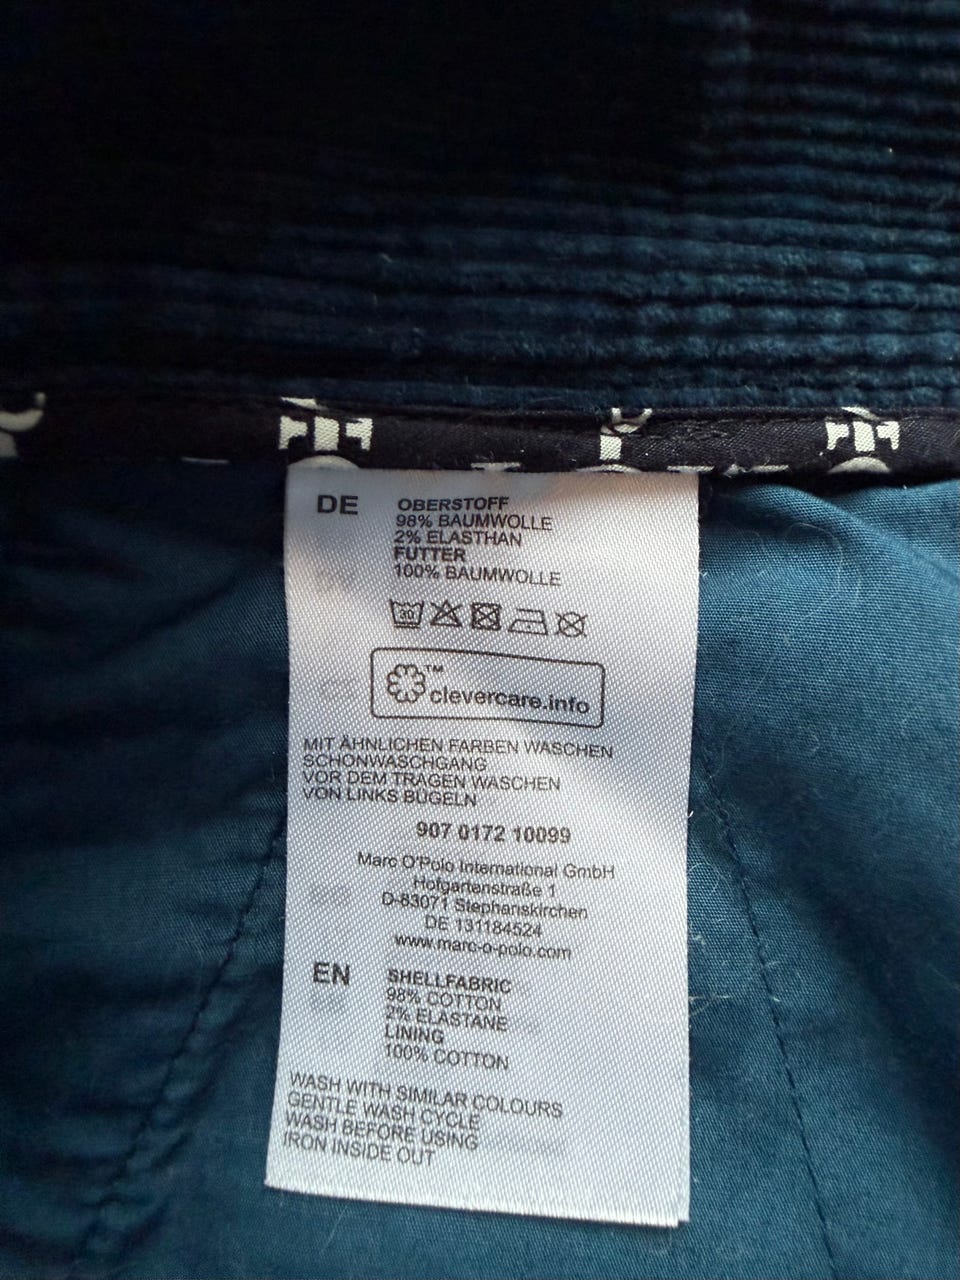 DE
OBERSTOFF
98% BAUMWOLLE
2% ELASTHAN
FUTTER
100% BAUMWOLLE
30
clevercare.info™
MIT ÄHNLICHEN FARBEN WASCHEN
SCHONWASCHGANG
VOR DEM TRAGEN WASCHEN
VON LINKS BÜGELN
907 0172 10099
Marc O'Polo International GmbH
Hofgartenstraße 1
D-83071 Stephanskirchen
DE 131184524
www.marc-o-polo.com
EN
SHELLFABRIC
98% COTTON
2% ELASTANE
LINING
100% COTTON
WASH WITH SIMILAR COLOURS
GENTLE WASH CYCLE
WASH BEFORE USING
IRON INSIDE OUT